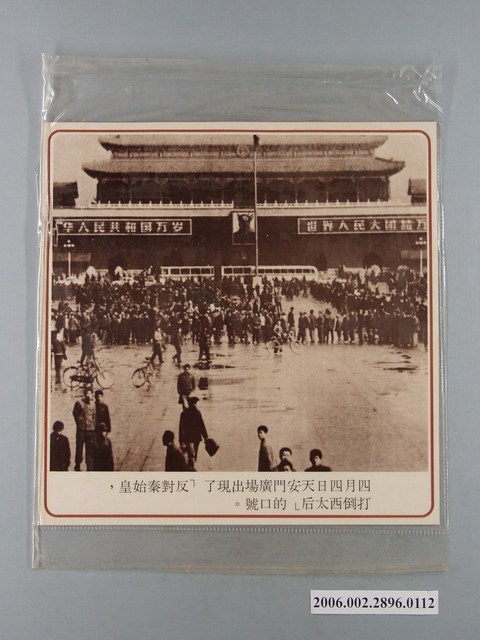 华人民共和国万岁
世界人民大团结万
四月四日天安門廣場出現了「反對秦始皇，
打倒西太后」的口號。
2006.002.2896.0112